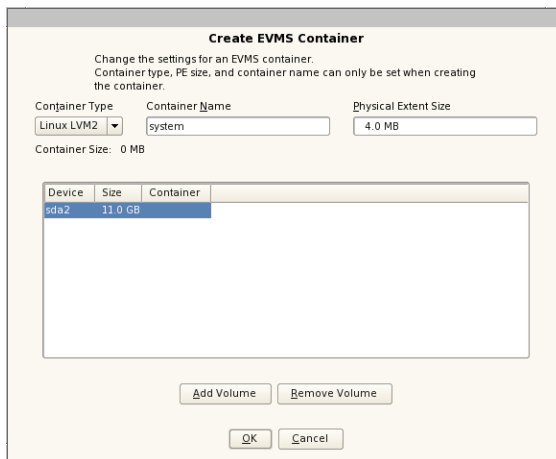 Create EVMS Container
Change the settings for an EVMS container.
Container type, PE size, and container name can only be set when creating
the container.
Container Type Container Name Physical Extent Size
Linux LVM2 system 4.0 MB
Container Size: 0 MB
Device Size Container
sda2 11.0 GB
Add Volume Remove Volume
OK Cancel